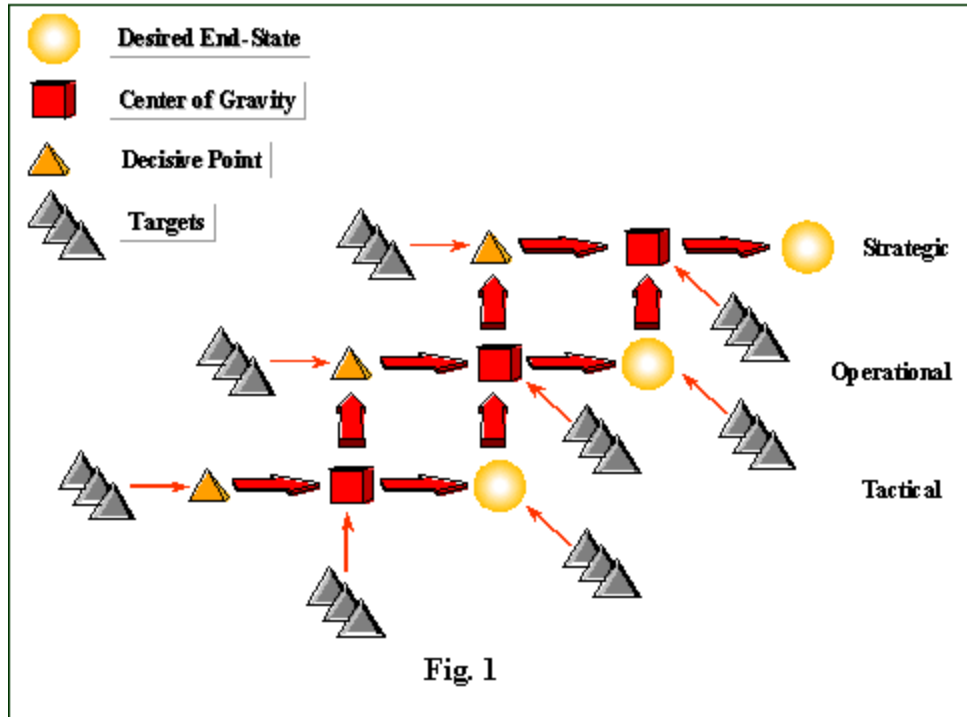 Desired End-State
Center of Gravity
Decisive Point
Targets
Strategic
Operational
Tactical
Fig. 1